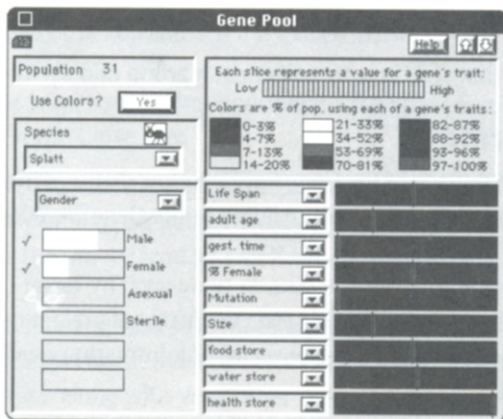 Gene Pool
Help
Population 31
Use Colors? Yes
Species
Splatt
Each slice represents a value for a gene's trait:
Low High
Colors are % of pop. using each of a gene's traits:
0-3% 21-33% 82-87%
4-7% 34-52% 88-92%
7-13% 53-69% 93-96%
14-20% 70-81% 97-100%
Gender
✓ Male
✓ Female
Asexual
Sterile
Life Span
adult age
gest. time
% Female
Mutation
Size
food store
water store
health store